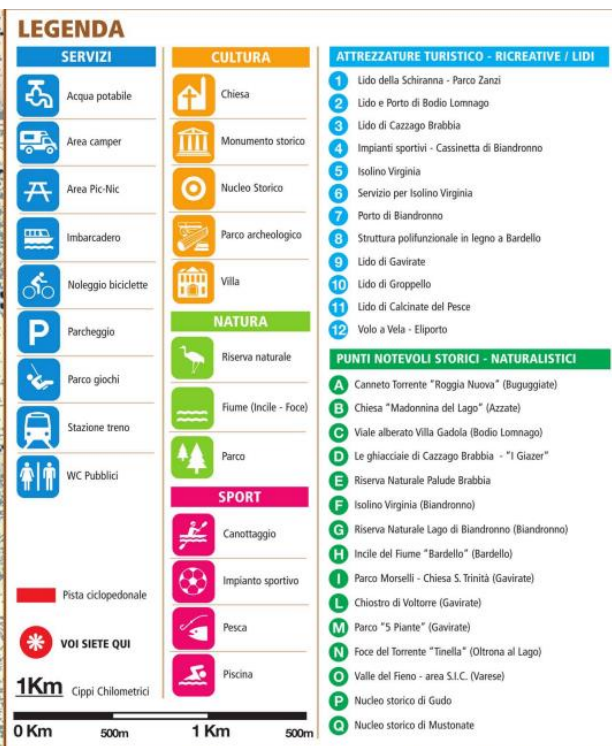 LEGENDA
SERVIZI
Acqua potabile
Area camper
Area Pic-Nic
Imbarcadero
Noleggio biciclette
P
Parcheggio
Parco giochi
Stazione treno
WC Pubblici
Pista ciclopedonale
VOI SIETE QUI
1Km Cippi Chilometrici
0 Km 500m 1 Km 500m
CULTURA
Chiesa
Monumento storico
Nucleo Storico
Parco archeologico
Villa
NATURA
Riserva naturale
Fiume (Incile - Foce)
Parco
SPORT
Canottaggio
Impianto sportivo
Pesca
Piscina
ATTREZZATURE TURISTICO - RICREATIVE / LIDI
1 Lido della Schiranna - Parco Zanzi
2 Lido e Porto di Bodio Lomnago
3 Lido di Cazzago Brabbia
4 Impianti sportivi - Cassinetta di Biandronno
5 Isolino Virginia
6 Servizio per Isolino Virginia
7 Porto di Biandronno
8 Struttura polifunzionale in legno a Bardello
9 Lido di Gavirate
10 Lido di Groppello
11 Lido di Calcinate del Pesce
12 Volo a Vela - Eliporto
PUNTI NOTEVOLI STORICI - NATURALISTICI
A Canneto Torrente "Roggia Nuova" (Buguggiate)
B Chiesa "Madonnina del Lago" (Azzate)
C Viale alberato Villa Gadola (Bodio Lomnago)
D Le ghiacciaie di Cazzago Brabbia - "I Giazer"
E Riserva Naturale Palude Brabbia
F Isolino Virginia (Biandronno)
G Riserva Naturale Lago di Biandronno (Biandronno)
H Incile del Fiume "Bardello" (Bardello)
I Parco Morselli - Chiesa S. Trinità (Gavirate)
L Chiostro di Voltorre (Gavirate)
M Parco "5 Piante" (Gavirate)
N Foce del Torrente "Tinella" (Oltrona al Lago)
O Valle del Fieno - area S.I.C. (Varese)
P Nucleo storico di Gudo
Q Nucleo storico di Mustonate